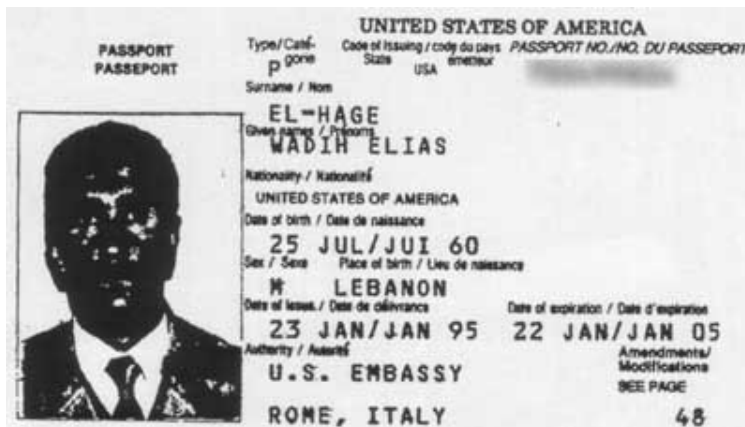 UNITED STATES OF AMERICA
PASSPORT
PASSEPORT
Type/Caté-
gorie
P
Code of issuing / code du pays
State émetteur
USA
PASSPORT NO./NO. DU PASSEPORT
Surname / Nom
EL-HAGE
Given names / Prénoms
WADIH ELIAS
Nationality / Nationalité
UNITED STATES OF AMERICA
Date of birth / Date de naissance
25 JUL/JUI 60
Sex / Sexe Place of birth / Lieu de naissance
M LEBANON
Date of issue / Date de délivrance Date of expiration / Date d'expiration
23 JAN/JAN 95 22 JAN/JAN 05
Authority / Autorité Amendments/
Modifications
U.S. EMBASSY
SEE PAGE
ROME, ITALY 48